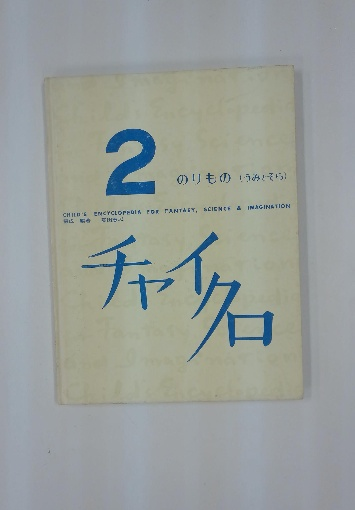 2
のりもの（うみとそら）
CHILD'S ENCYCLOPEDIA FOR FANTASY, SCIENCE & IMAGINATION
チャイクロ